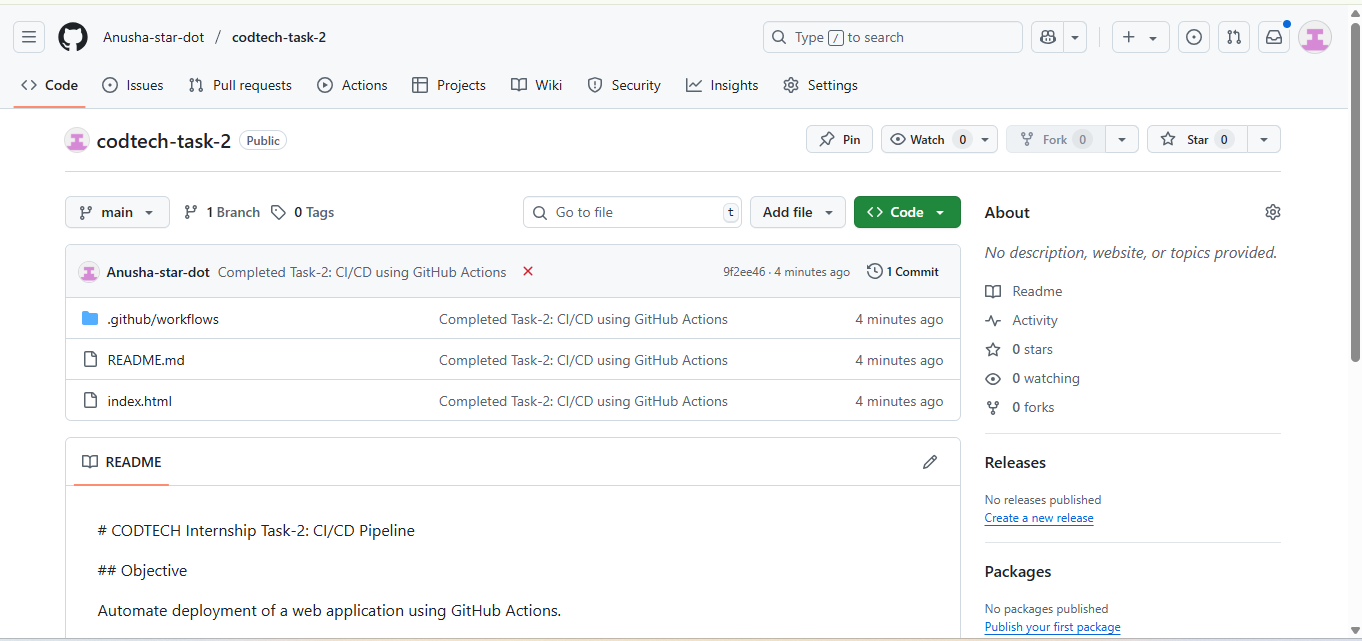 Anusha-star-dot / codtech-task-2 Type / to search
Code Issues Pull requests Actions Projects Wiki Security Insights Settings
codtech-task-2 Public Pin Watch 0 Fork 0 Star 0
main 1 Branch 0 Tags Go to file t Add file Code
Anusha-star-dot Completed Task-2: CI/CD using GitHub Actions 9f2ee46 · 4 minutes ago 1 Commit
.github/workflows Completed Task-2: CI/CD using GitHub Actions 4 minutes ago
README.md Completed Task-2: CI/CD using GitHub Actions 4 minutes ago
index.html Completed Task-2: CI/CD using GitHub Actions 4 minutes ago
README
# CODTECH Internship Task-2: CI/CD Pipeline
## Objective
Automate deployment of a web application using GitHub Actions.
About
No description, website, or topics provided.
Readme
Activity
0 stars
0 watching
0 forks
Releases
No releases published
Create a new release
Packages
No packages published
Publish your first package